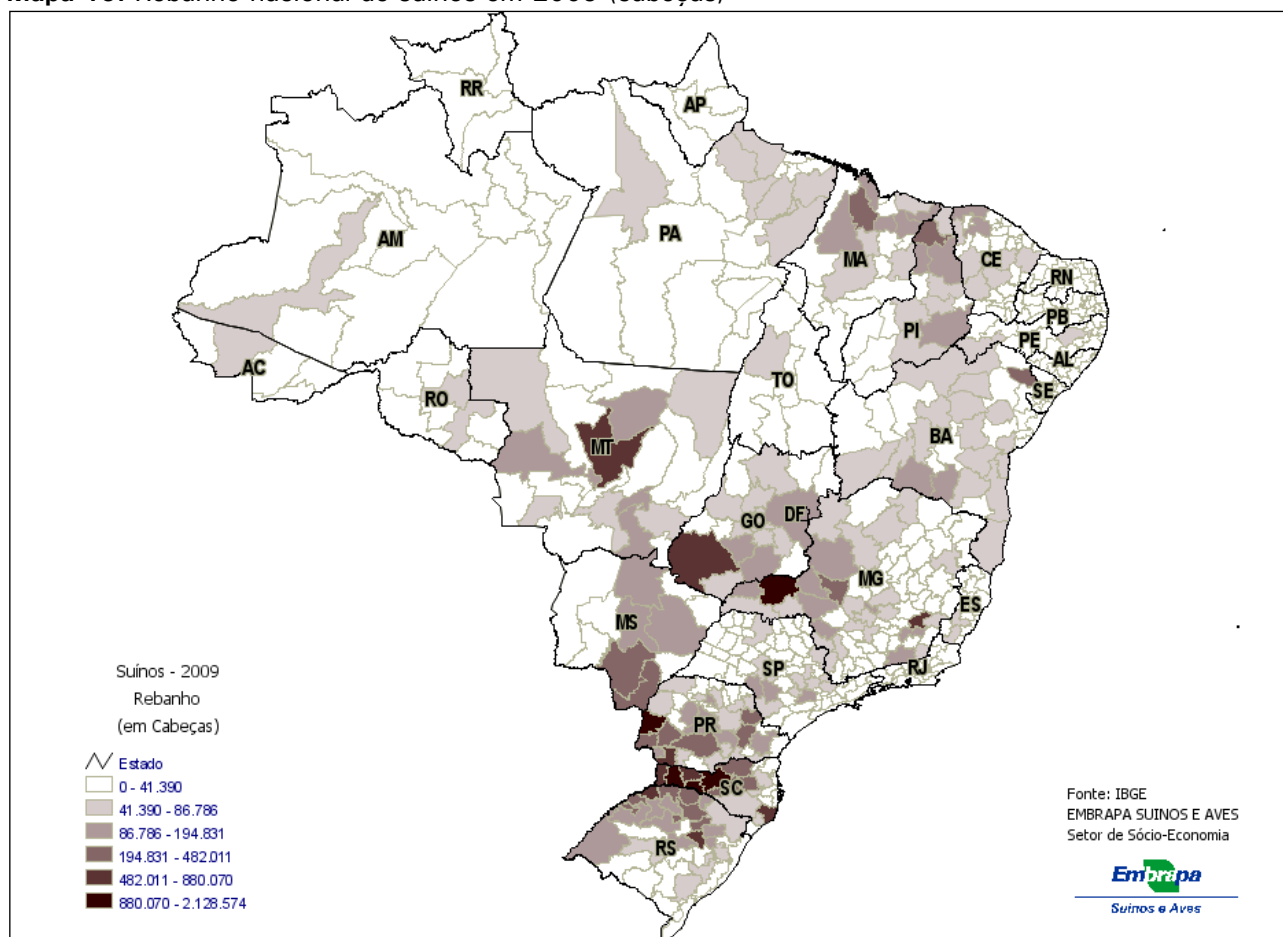 RR
AP
AM
PA
MA
CE
RN
PB
PI
PE
AL
AC
TO
SE
RO
BA
MT
GO
DF
MG
ES
MS
SP
RJ
PR
SC
RS
Suínos - 2009
Rebanho
(em Cabeças)
Estado
0 - 41.390
41.390 - 86.786
86.786 - 194.831
194.831 - 482.011
482.011 - 880.070
880.070 - 2.128.574
Fonte: IBGE
EMBRAPA SUINOS E AVES
Setor de Sócio-Economia
Embrapa
Suínos e Aves